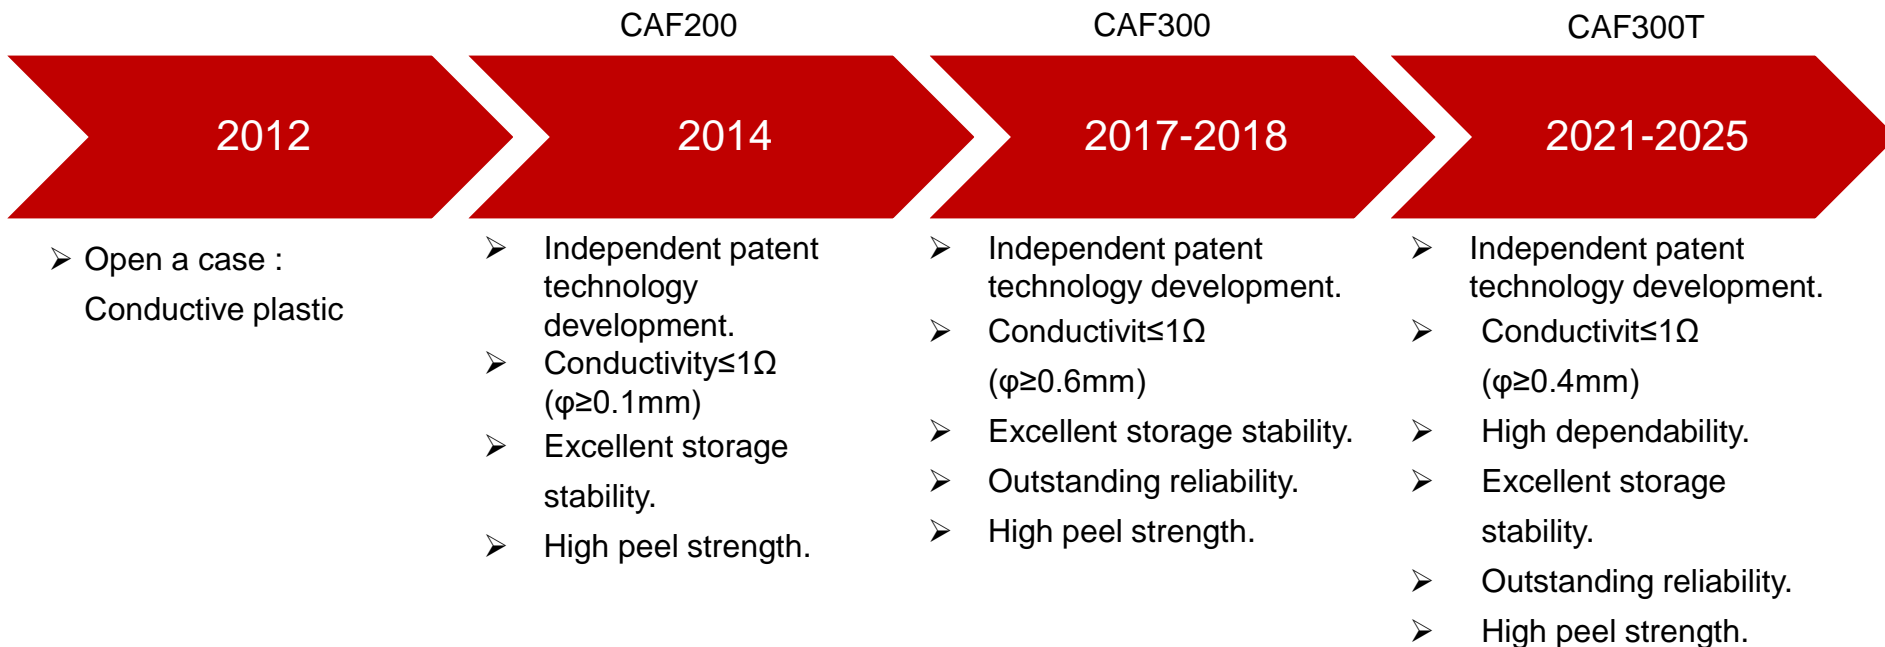 CAF200
CAF300
CAF300T
2012
2014
2017-2018
2021-2025
➢ Open a case :
Conductive plastic
➢ Independent patent
technology
development.
➢ Conductivity≤1Ω
(φ≥0.1mm)
➢ Excellent storage
stability.
➢ High peel strength.
➢ Independent patent
technology development.
➢ Conductivit≤1Ω
(φ≥0.6mm)
➢ Excellent storage stability.
➢ Outstanding reliability.
➢ High peel strength.
➢ Independent patent
technology development.
➢ Conductivit≤1Ω
(φ≥0.4mm)
➢ High dependability.
➢ Excellent storage
stability.
➢ Outstanding reliability.
➢ High peel strength.